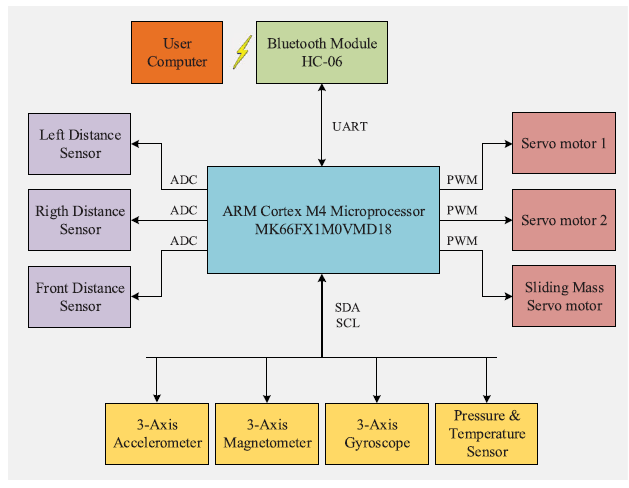 User
Computer
Bluetooth Module
HC-06
UART
Left Distance
Sensor
ADC
Rigth Distance
Sensor
ADC
Front Distance
Sensor
ADC
ARM Cortex M4 Microprocessor
MK66FX1M0VMD18
PWM
Servo motor 1
PWM
Servo motor 2
PWM
Sliding Mass
Servo motor
SDA
SCL
3-Axis
Accelerometer
3-Axis
Magnetometer
3-Axis
Gyroscope
Pressure &
Temperature
Sensor